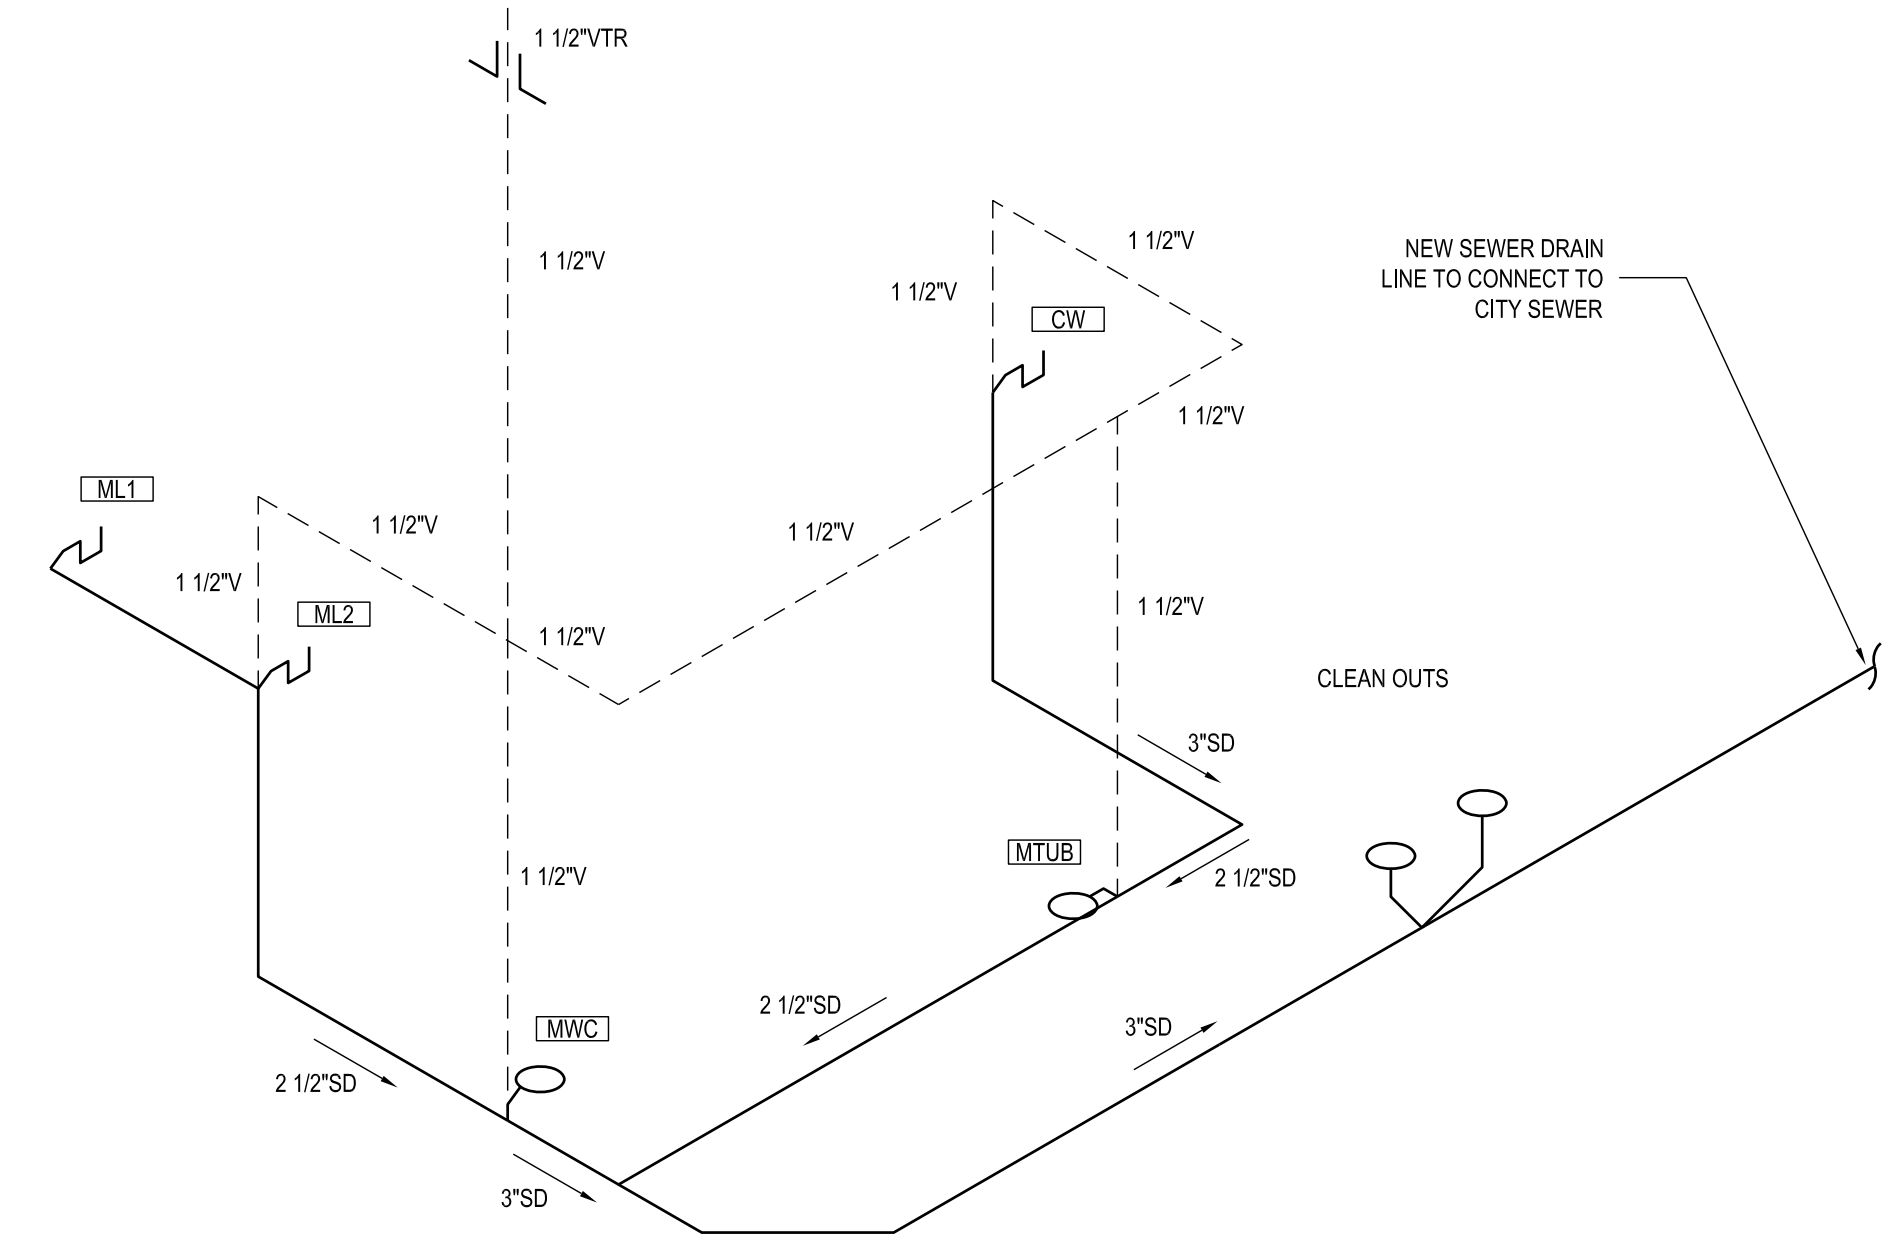 1 1/2"VTR
1 1/2"V
1 1/2"V
NEW SEWER DRAIN
LINE TO CONNECT TO
CITY SEWER
1 1/2"V
CW
1 1/2"V
ML1
1 1/2"V
1 1/2"V
1 1/2"V
ML2
1 1/2"V
1 1/2"V
CLEAN OUTS
3"SD
MTUB
1 1/2"V
2 1/2"SD
2 1/2"SD
MWC
3"SD
2 1/2"SD
3"SD